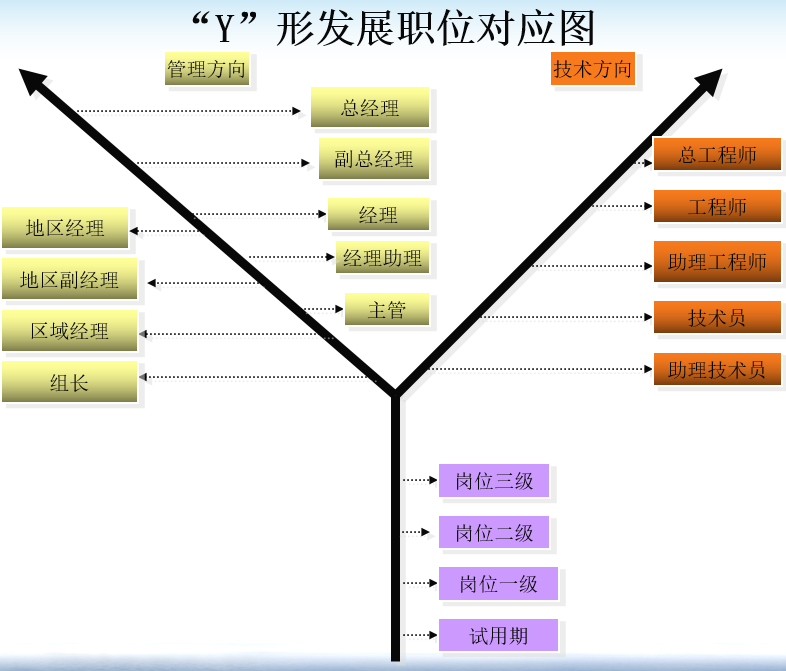 “Y”形发展职位对应图
管理方向
技术方向
总经理
副总经理
经理
经理助理
主管
地区经理
地区副经理
区域经理
组长
总工程师
工程师
助理工程师
技术员
助理技术员
岗位三级
岗位二级
岗位一级
试用期